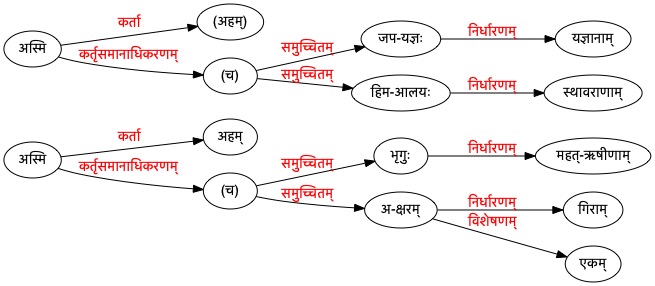 कर्ता
(अहम्)
अस्मि
कर्तृसमानाधिकरणम्
(च)
समुच्चितम्
जप-यज्ञः
निर्धारणम्
यज्ञानाम्
समुच्चितम्
हिम-आलयः
निर्धारणम्
स्थावराणाम्
कर्ता
अहम्
अस्मि
कर्तृसमानाधिकरणम्
(च)
समुच्चितम्
भृगुः
निर्धारणम्
महत्-ऋषीणाम्
समुच्चितम्
अ-क्षरम्
निर्धारणम्
गिराम्
विशेषणम्
एकम्